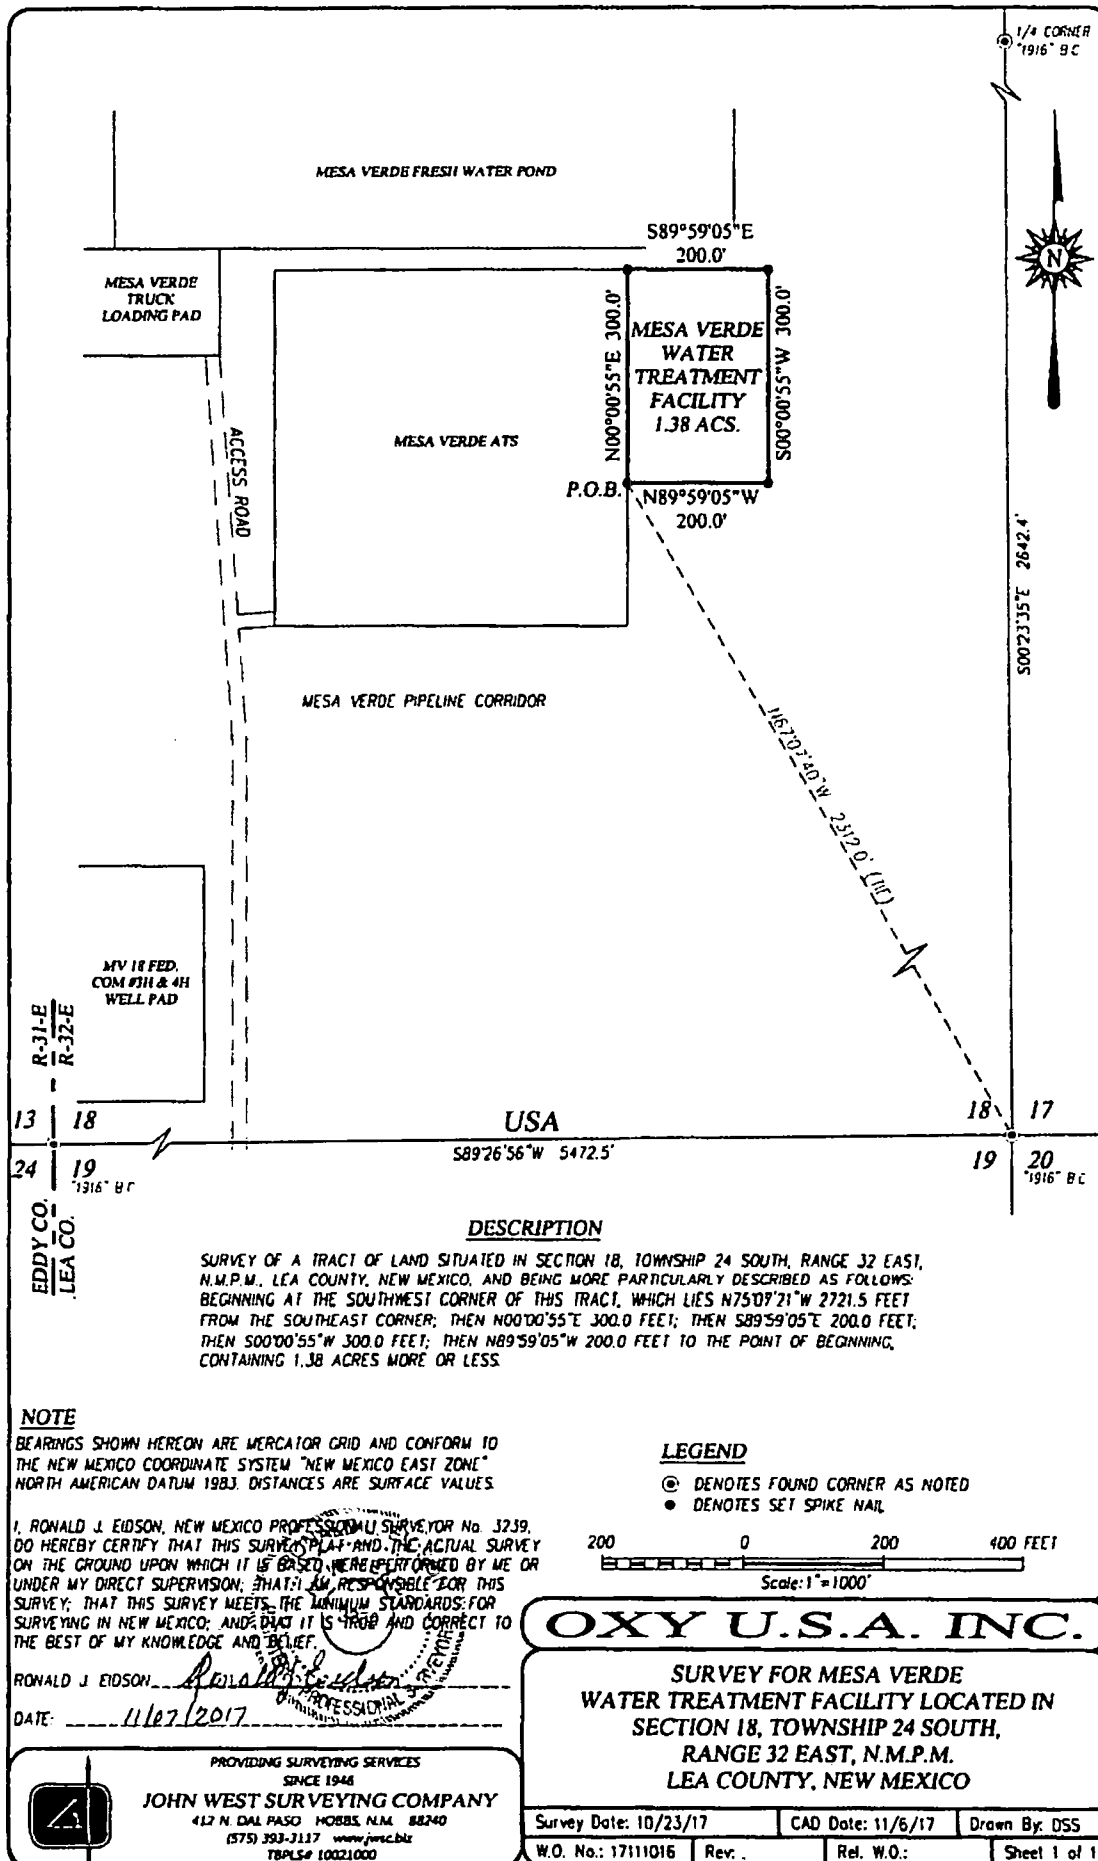 1/4 CORNER
"1916" B C
MESA VERDE FRESH WATER POND
S89°59'05"E
200.0'
MESA VERDE
TRUCK
LOADING PAD
N
N00°00'55"E 300.0'
MESA VERDE
WATER
TREATMENT
FACILITY
1.38 ACS.
S00°00'55"W 300.0'
ACCESS ROAD
MESA VERDE ATS
P.O.B.
N89°59'05"W
200.0'
S00°23'35"E 2642.4'
MESA VERDE PIPELINE CORRIDOR
N67°07'40"W 2312.0' (TIE)
MV 18 FED.
COM #3H & 4H
WELL PAD
R-31-E
R-32-E
13 18
USA
18 17
S89°26'56"W 5472.5'
24 19
"1916" B C
19 20
"1916" B C
EDDY CO.
LEA CO.
DESCRIPTION
SURVEY OF A TRACT OF LAND SITUATED IN SECTION 18, TOWNSHIP 24 SOUTH, RANGE 32 EAST,
N.M.P.M., LEA COUNTY, NEW MEXICO, AND BEING MORE PARTICULARLY DESCRIBED AS FOLLOWS:
BEGINNING AT THE SOUTHWEST CORNER OF THIS TRACT, WHICH LIES N75°07'21"W 2721.5 FEET
FROM THE SOUTHEAST CORNER; THEN N00°00'55"E 300.0 FEET; THEN S89°59'05"E 200.0 FEET;
THEN S00°00'55"W 300.0 FEET; THEN N89°59'05"W 200.0 FEET TO THE POINT OF BEGINNING,
CONTAINING 1.38 ACRES MORE OR LESS.
NOTE
BEARINGS SHOWN HEREON ARE MERCATOR GRID AND CONFORM TO
THE NEW MEXICO COORDINATE SYSTEM "NEW MEXICO EAST ZONE"
NORTH AMERICAN DATUM 1983. DISTANCES ARE SURFACE VALUES.
LEGEND
DENOTES FOUND CORNER AS NOTED
DENOTES SET SPIKE NAIL
I, RONALD J. EIDSON, NEW MEXICO PROFESSIONAL SURVEYOR No. 3239,
DO HEREBY CERTIFY THAT THIS SURVEY PLAT AND THE ACTUAL SURVEY
ON THE GROUND UPON WHICH IT IS BASED WERE PERFORMED BY ME OR
UNDER MY DIRECT SUPERVISION; THAT I AM RESPONSIBLE FOR THIS
SURVEY; THAT THIS SURVEY MEETS THE MINIMUM STANDARDS FOR
SURVEYING IN NEW MEXICO; AND THAT IT IS TRUE AND CORRECT TO
THE BEST OF MY KNOWLEDGE AND BELIEF.
200 0 200 400 FEET
Scale: 1"=1000'
RONALD J. EIDSON Ronald J. Eidson
PROFESSIONAL SURVEYOR
DATE: 11/07/2017
OXY U.S.A. INC.
SURVEY FOR MESA VERDE
WATER TREATMENT FACILITY LOCATED IN
SECTION 18, TOWNSHIP 24 SOUTH,
RANGE 32 EAST, N.M.P.M.
LEA COUNTY, NEW MEXICO
PROVIDING SURVEYING SERVICES
SINCE 1946
JOHN WEST SURVEYING COMPANY
412 N. DAL PASO HOBBS, N.M. 88240
(575) 393-3117 www.jwsc.biz
TBPLS# 10021000
Survey Date: 10/23/17 CAD Date: 11/6/17 Drawn By: DSS
W.O. No.: 17111016 Rev: . Rel. W.O.: Sheet 1 of 1